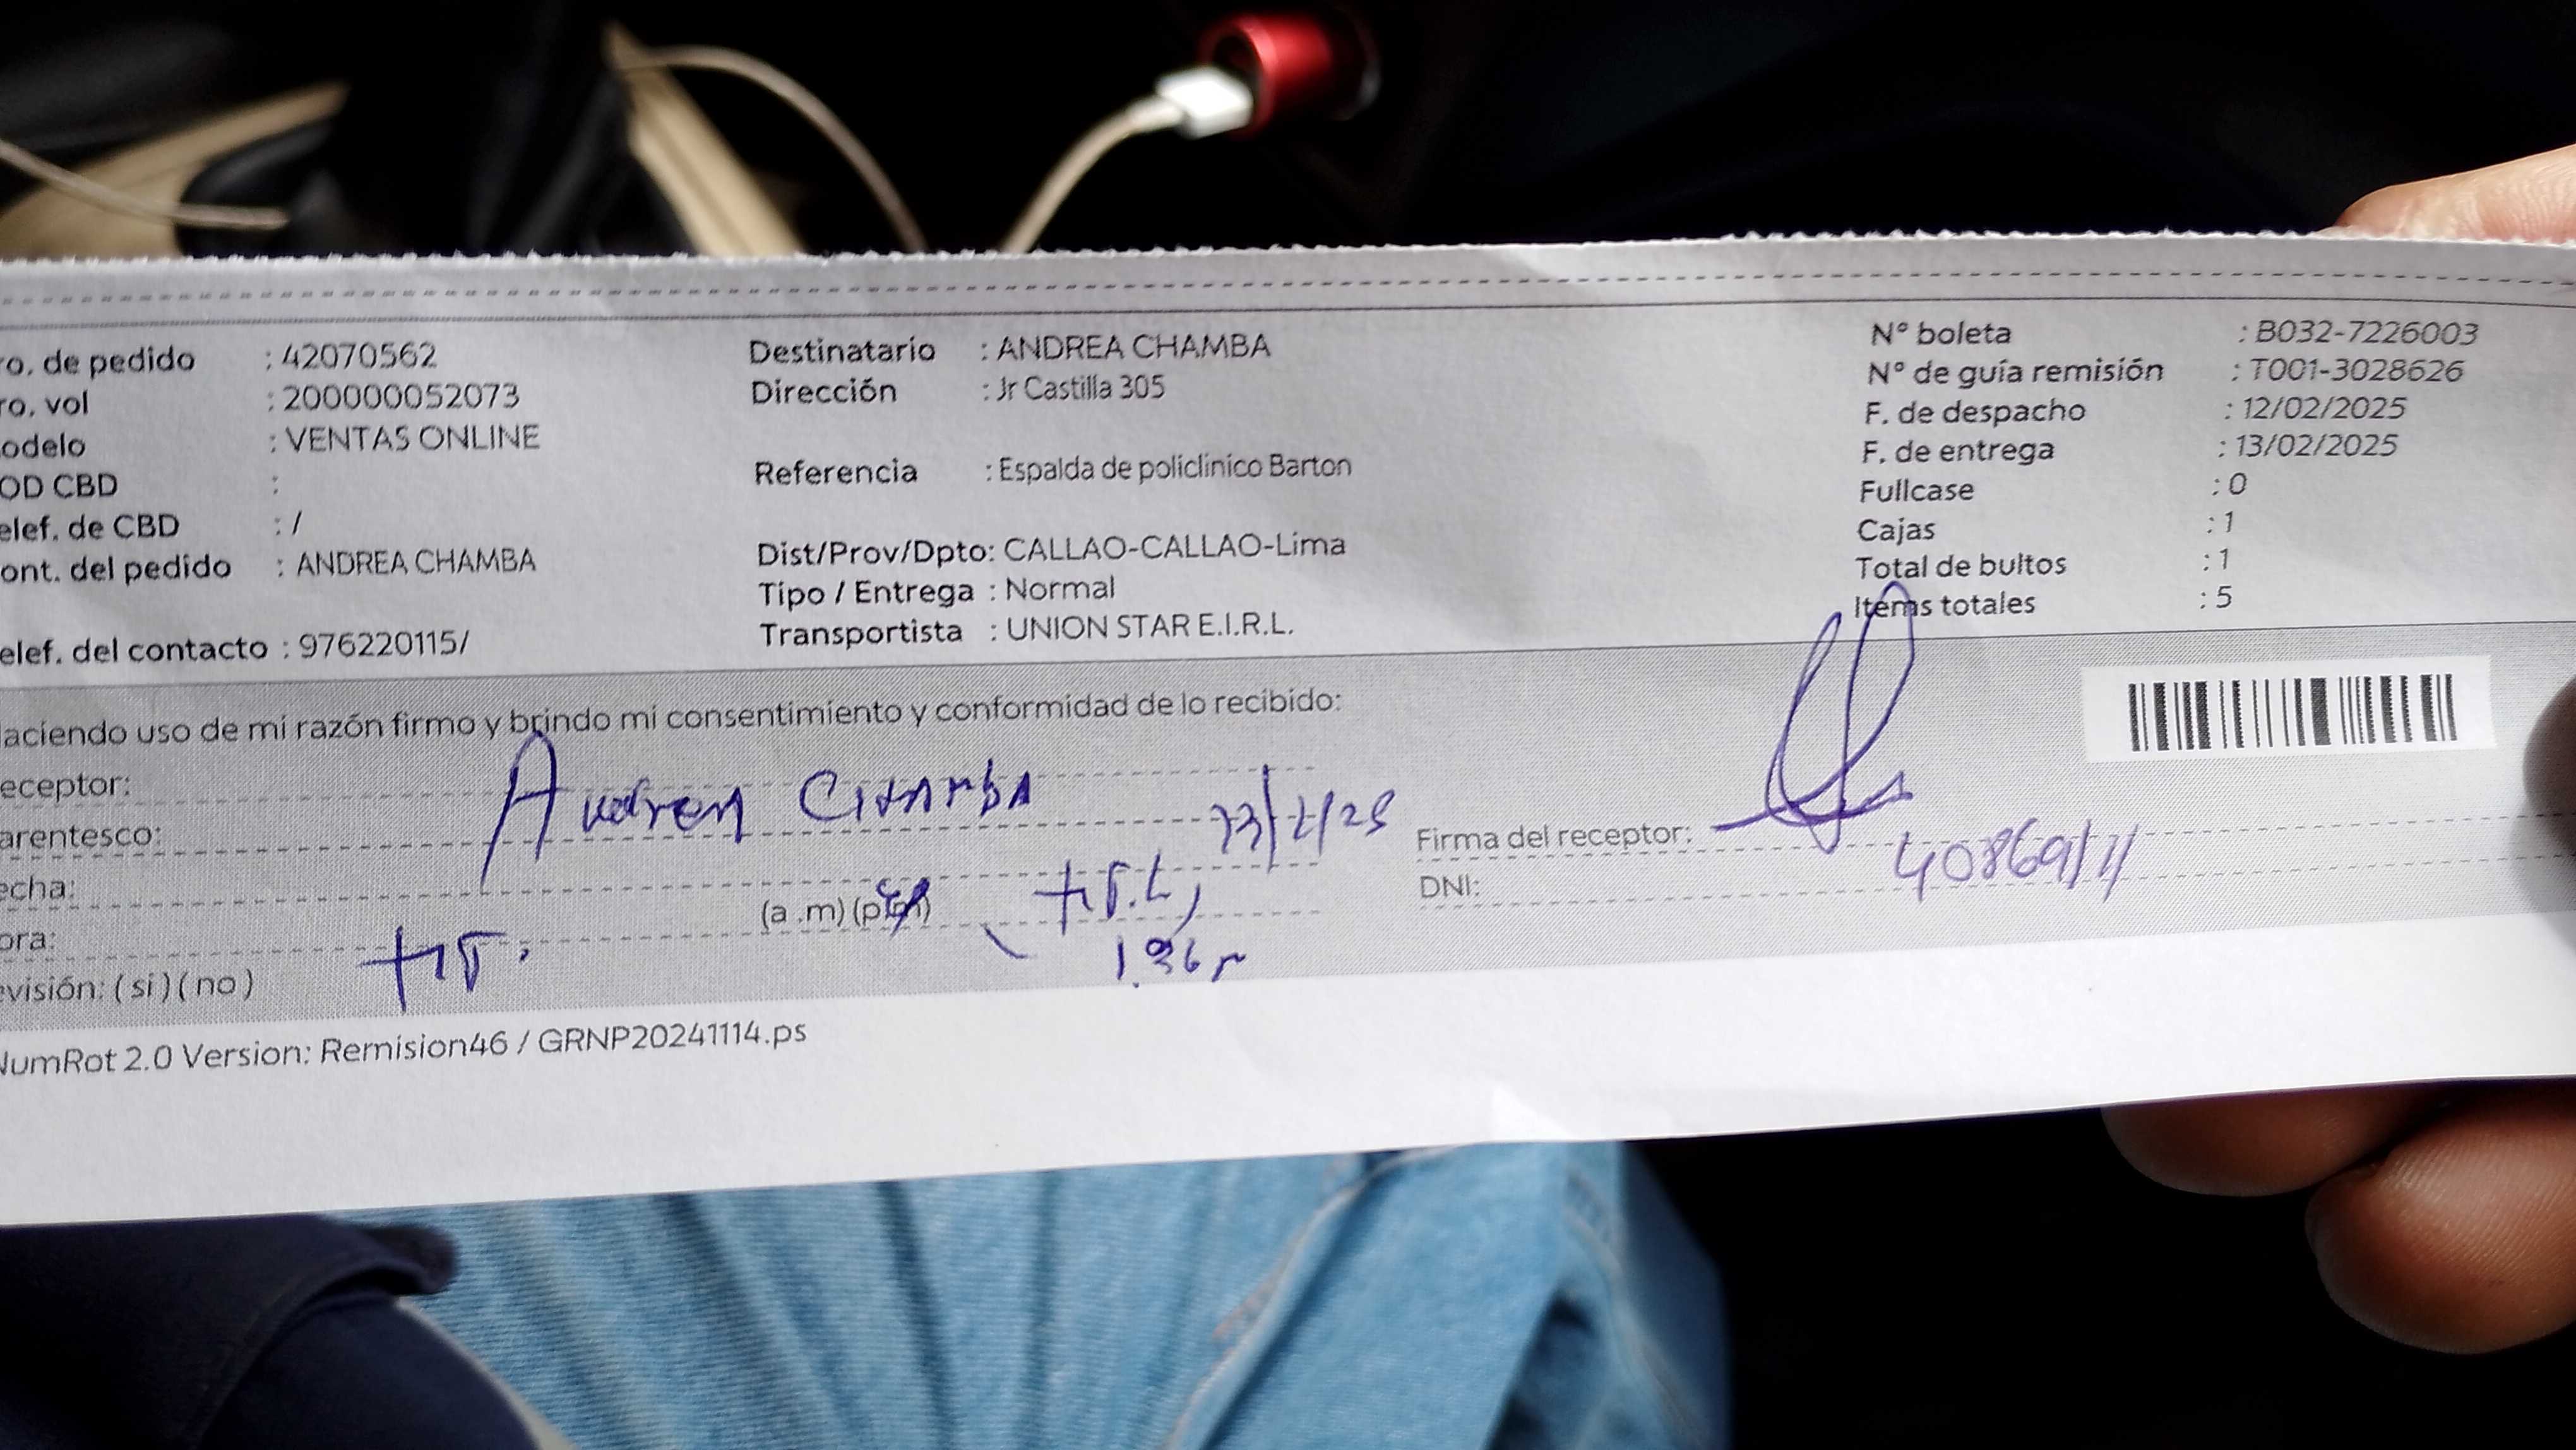 ro. de pedido : 42070562
ro. vol : 200000052073
odelo : VENTAS ONLINE
OD CBD :
elef. de CBD : /
ont. del pedido : ANDREA CHAMBA
elef. del contacto : 976220115/
Destinatario : ANDREA CHAMBA
Dirección : Jr Castilla 305
Referencia : Espalda de policlinico Barton
Dist/Prov/Dpto: CALLAO-CALLAO-Lima
Tipo / Entrega : Normal
Transportista : UNION STAR E.I.R.L.
N° boleta : B032-7226003
N° de guía remisión : T001-3028626
F. de despacho : 12/02/2025
F. de entrega : 13/02/2025
Fullcase : 0
Cajas : 1
Total de bultos : 1
Items totales : 5
aciendo uso de mi razón firmo y brindo mi consentimiento y conformidad de lo recibido:
eceptor: Andrea Chamba
arentesco:
echa:
ora: (a .m) (p.m)
evisión: ( si ) ( no )
Firma del receptor:
DNI:
NumRot 2.0 Version: Remision46 / GRNP20241114.ps